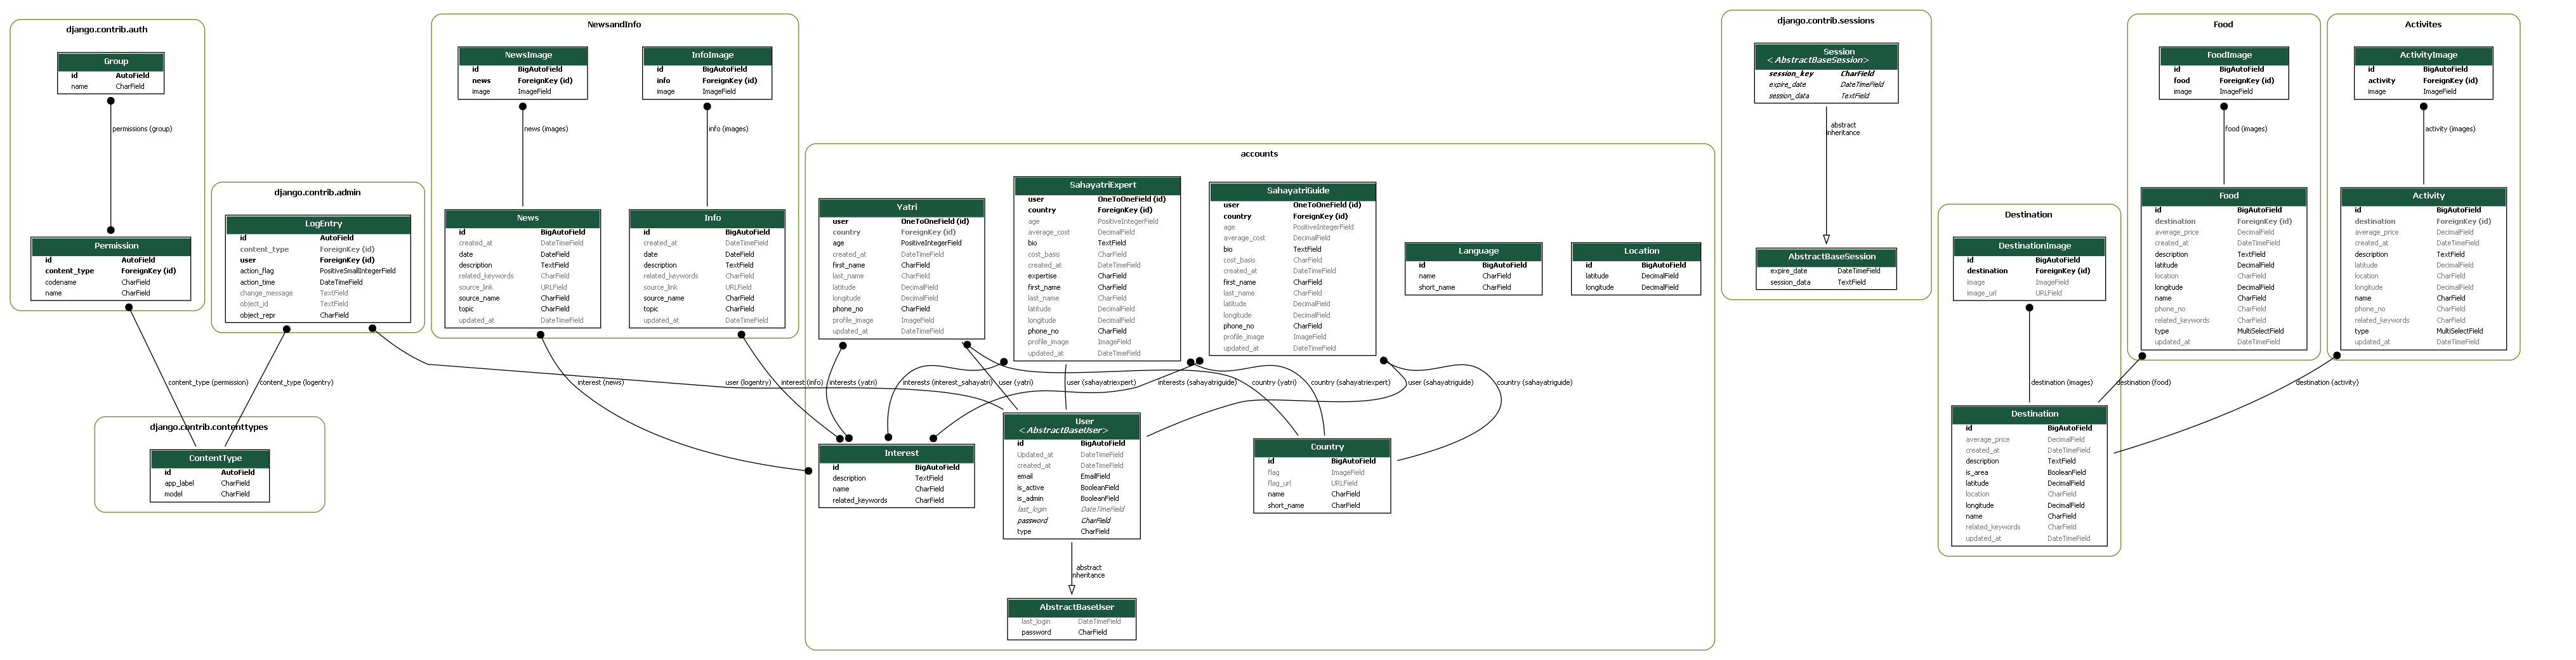 django.contrib.auth
Group
id AutoField
name CharField
permissions (group)
Permission
id AutoField
content_type ForeignKey (id)
codename CharField
name CharField
django.contrib.admin
LogEntry
id AutoField
content_type ForeignKey (id)
user ForeignKey (id)
action_flag PositiveSmallIntegerField
action_time DateTimeField
change_message TextField
object_id TextField
object_repr CharField
content_type (permission)
content_type (logentry)
django.contrib.contenttypes
ContentType
id AutoField
app_label CharField
model CharField
NewsandInfo
NewsImage
id BigAutoField
news ForeignKey (id)
image ImageField
InfoImage
id BigAutoField
info ForeignKey (id)
image ImageField
news (images)
info (images)
News
id BigAutoField
created_at DateTimeField
date DateField
description TextField
related_keywords CharField
source_link URLField
source_name CharField
topic CharField
updated_at DateTimeField
Info
id BigAutoField
created_at DateTimeField
date DateField
description TextField
related_keywords CharField
source_link URLField
source_name CharField
topic CharField
updated_at DateTimeField
accounts
Yatri
user OneToOneField (id)
country ForeignKey (id)
age PositiveIntegerField
created_at DateTimeField
first_name CharField
last_name CharField
latitude DecimalField
longitude DecimalField
phone_no CharField
profile_image ImageField
updated_at DateTimeField
SahayatriExpert
user OneToOneField (id)
country ForeignKey (id)
age PositiveIntegerField
average_cost DecimalField
bio TextField
cost_basis CharField
created_at DateTimeField
expertise CharField
first_name CharField
last_name CharField
latitude DecimalField
longitude DecimalField
phone_no CharField
profile_image ImageField
updated_at DateTimeField
SahayatriGuide
user OneToOneField (id)
country ForeignKey (id)
age PositiveIntegerField
average_cost DecimalField
bio TextField
cost_basis CharField
created_at DateTimeField
first_name CharField
last_name CharField
latitude DecimalField
longitude DecimalField
phone_no CharField
profile_image ImageField
updated_at DateTimeField
Language
id BigAutoField
name CharField
short_name CharField
Location
id BigAutoField
latitude DecimalField
longitude DecimalField
interest (news)
user (logentry)
interest (info)
interests (yatri)
interests (interest_sahayatri)
user (yatri)
user (sahayatriexpert)
interests (sahayatriguide)
country (yatri)
country (sahayatriexpert)
user (sahayatriguide)
country (sahayatriguide)
Interest
id BigAutoField
description TextField
name CharField
related_keywords CharField
User
<AbstractBaseUser>
id BigAutoField
Updated_at DateTimeField
created_at DateTimeField
email EmailField
is_active BooleanField
is_admin BooleanField
last_login DateTimeField
password CharField
type CharField
Country
id BigAutoField
flag ImageField
flag_url URLField
name CharField
short_name CharField
abstract
inheritance
AbstractBaseUser
last_login DateTimeField
password CharField
django.contrib.sessions
Session
<AbstractBaseSession>
session_key CharField
expire_date DateTimeField
session_data TextField
abstract
inheritance
AbstractBaseSession
expire_date DateTimeField
session_data TextField
Destination
DestinationImage
id BigAutoField
destination ForeignKey (id)
image ImageField
image_url URLField
destination (images)
Destination
id BigAutoField
average_price DecimalField
created_at DateTimeField
description TextField
is_area BooleanField
latitude DecimalField
location CharField
longitude DecimalField
name CharField
related_keywords CharField
updated_at DateTimeField
Food
FoodImage
id BigAutoField
food ForeignKey (id)
image ImageField
food (images)
Food
id BigAutoField
destination ForeignKey (id)
average_price DecimalField
created_at DateTimeField
description TextField
latitude DecimalField
location CharField
longitude DecimalField
name CharField
phone_no CharField
related_keywords CharField
type MultiSelectField
updated_at DateTimeField
destination (food)
Activites
ActivityImage
id BigAutoField
activity ForeignKey (id)
image ImageField
activity (images)
Activity
id BigAutoField
destination ForeignKey (id)
average_price DecimalField
created_at DateTimeField
description TextField
latitude DecimalField
location CharField
longitude DecimalField
name CharField
phone_no CharField
related_keywords CharField
type MultiSelectField
updated_at DateTimeField
destination (activity)